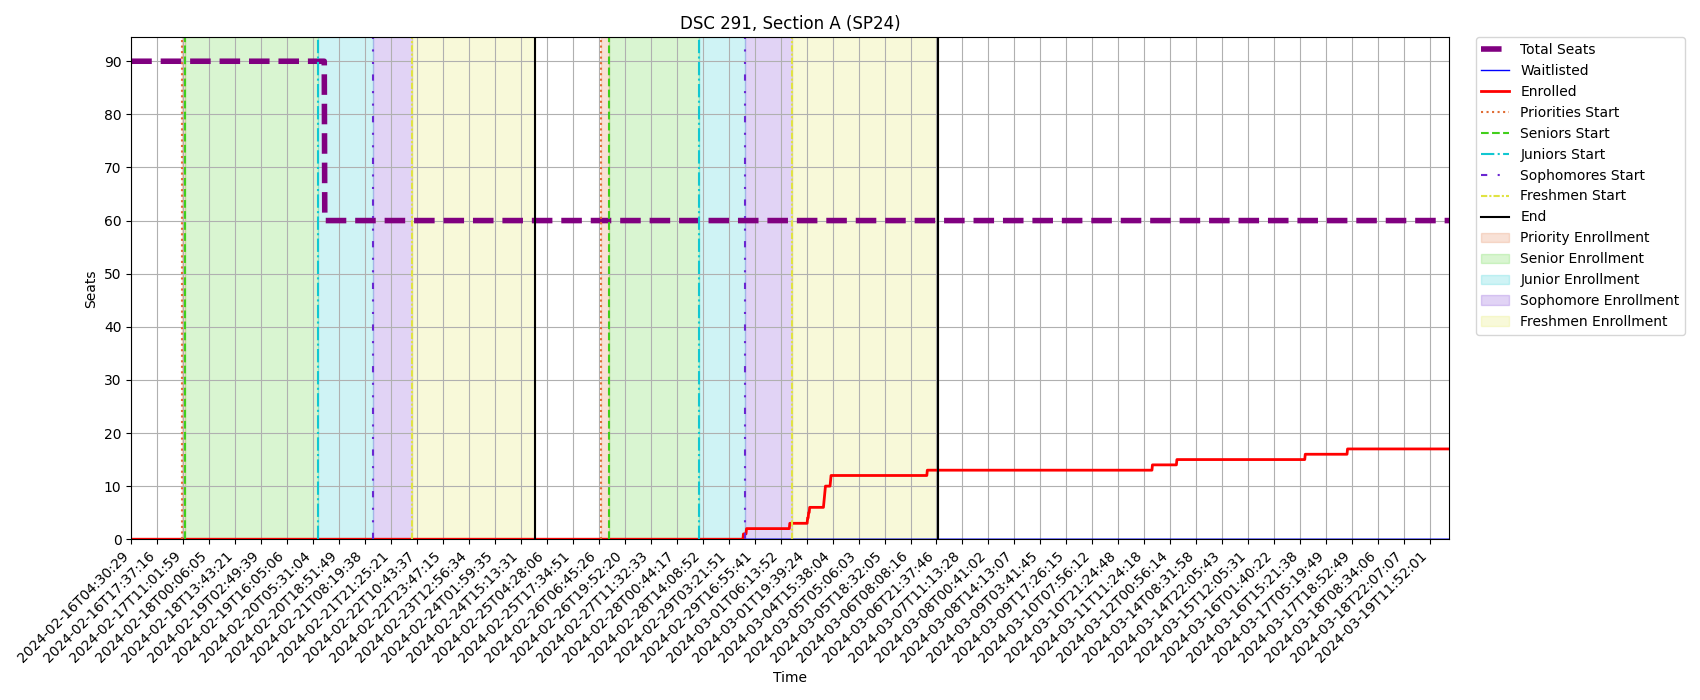 DSC 291, Section A (SP24)
Seats
90
80
70
60
50
40
30
20
10
0
2024-02-16T04:30:29
2024-02-16T17:37:16
2024-02-17T11:01:59
2024-02-18T00:06:05
2024-02-18T13:43:21
2024-02-19T02:49:39
2024-02-19T16:05:06
2024-02-20T05:31:04
2024-02-20T18:51:49
2024-02-21T08:19:38
2024-02-21T21:25:21
2024-02-22T10:43:37
2024-02-22T23:47:15
2024-02-23T12:56:34
2024-02-24T01:59:35
2024-02-24T15:13:31
2024-02-25T04:28:06
2024-02-25T17:34:51
2024-02-26T06:45:26
2024-02-26T19:52:20
2024-02-27T11:32:33
2024-02-28T00:44:17
2024-02-28T14:08:52
2024-02-29T03:21:51
2024-02-29T16:55:41
2024-03-01T06:13:52
2024-03-01T19:39:24
2024-03-04T15:38:04
2024-03-05T05:06:03
2024-03-05T18:32:05
2024-03-06T08:08:16
2024-03-06T21:37:46
2024-03-07T11:13:28
2024-03-08T00:41:02
2024-03-08T14:13:07
2024-03-09T03:41:45
2024-03-09T17:26:15
2024-03-10T07:56:12
2024-03-10T21:24:48
2024-03-11T11:24:18
2024-03-12T00:56:14
2024-03-14T08:31:58
2024-03-14T22:05:43
2024-03-15T12:05:31
2024-03-16T01:40:22
2024-03-16T15:21:38
2024-03-17T05:19:49
2024-03-17T18:52:49
2024-03-18T08:34:06
2024-03-18T22:07:07
2024-03-19T11:52:01
Time
Total Seats
Waitlisted
Enrolled
Priorities Start
Seniors Start
Juniors Start
Sophomores Start
Freshmen Start
End
Priority Enrollment
Senior Enrollment
Junior Enrollment
Sophomore Enrollment
Freshmen Enrollment